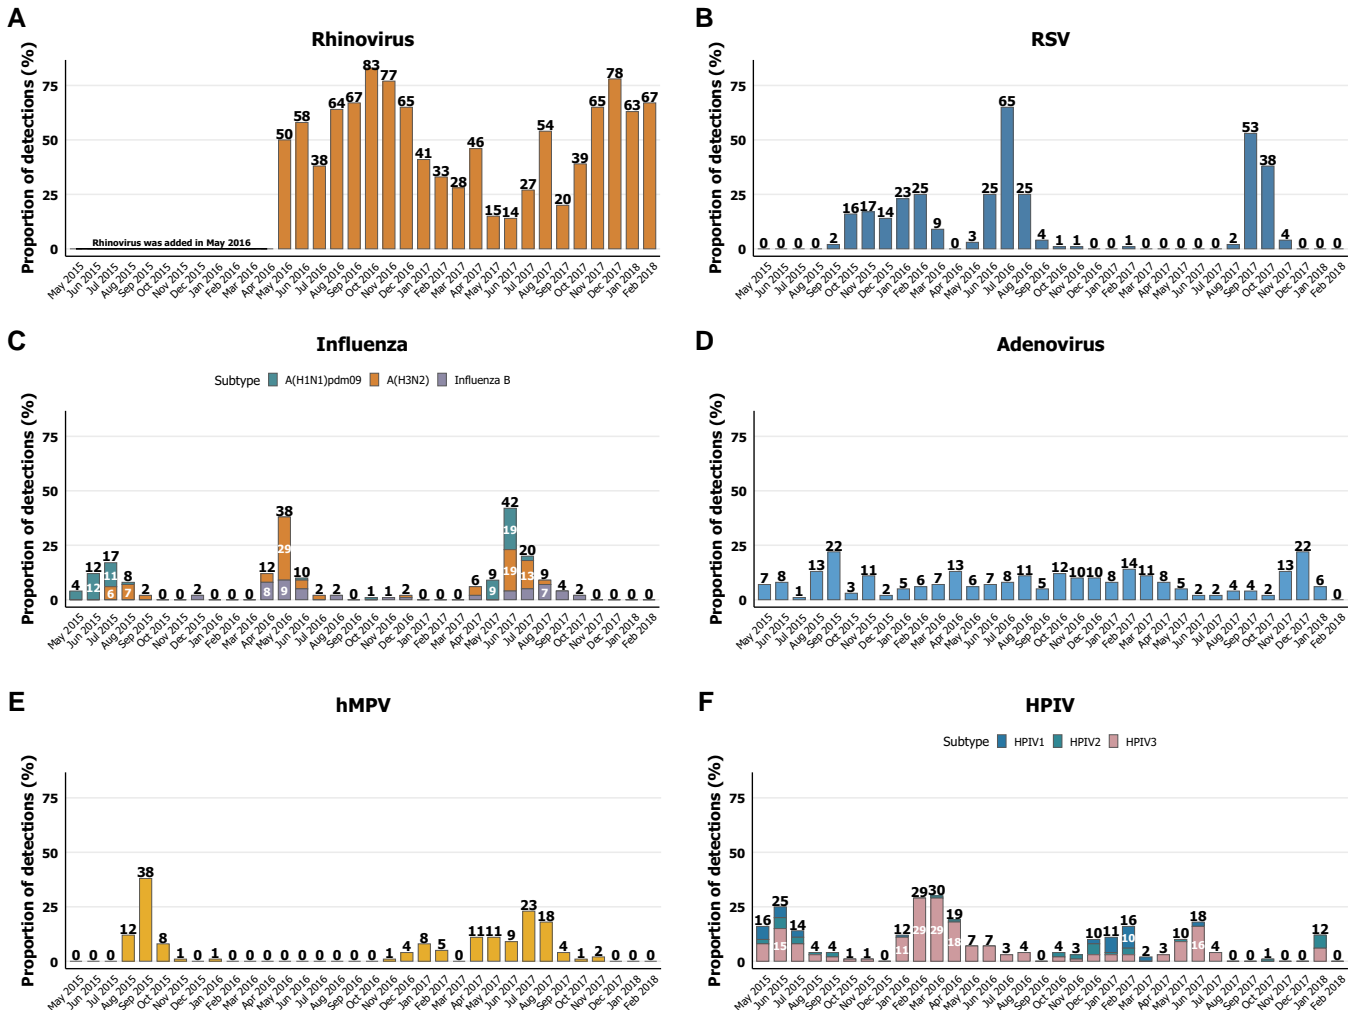 A
Rhinovirus
Proportion of detections (%)
75
50
25
0
50 58 38 64 67 83 77 65 41 33 28 46 15 14 27 54 20 39 65 78 63 67
Rhinovirus was added in May 2016
May 2015 Jun 2015 Jul 2015 Aug 2015 Sep 2015 Oct 2015 Nov 2015 Dec 2015 Jan 2016 Feb 2016 Mar 2016 Apr 2016 May 2016 Jun 2016 Jul 2016 Aug 2016 Sep 2016 Oct 2016 Nov 2016 Dec 2016 Jan 2017 Feb 2017 Mar 2017 Apr 2017 May 2017 Jun 2017 Jul 2017 Aug 2017 Sep 2017 Oct 2017 Nov 2017 Dec 2017 Jan 2018 Feb 2018
B
RSV
Proportion of detections (%)
75
50
25
0
0 0 0 0 2 16 17 14 23 25 9 0 3 25 65 25 4 1 1 0 0 1 0 0 0 0 0 2 53 38 4 0 0 0
May 2015 Jun 2015 Jul 2015 Aug 2015 Sep 2015 Oct 2015 Nov 2015 Dec 2015 Jan 2016 Feb 2016 Mar 2016 Apr 2016 May 2016 Jun 2016 Jul 2016 Aug 2016 Sep 2016 Oct 2016 Nov 2016 Dec 2016 Jan 2017 Feb 2017 Mar 2017 Apr 2017 May 2017 Jun 2017 Jul 2017 Aug 2017 Sep 2017 Oct 2017 Nov 2017 Dec 2017 Jan 2018 Feb 2018
C
Influenza
Subtype A(H1N1)pdm09 A(H3N2) Influenza B
Proportion of detections (%)
75
50
25
0
4 12 17 8 2 0 0 2 0 0 0 12 38 10 2 2 0 1 1 2 0 0 0 6 9 42 20 9 4 2 0 0 0 0
12 11 6 7 8 29 9 9 19 19 13 7
May 2015 Jun 2015 Jul 2015 Aug 2015 Sep 2015 Oct 2015 Nov 2015 Dec 2015 Jan 2016 Feb 2016 Mar 2016 Apr 2016 May 2016 Jun 2016 Jul 2016 Aug 2016 Sep 2016 Oct 2016 Nov 2016 Dec 2016 Jan 2017 Feb 2017 Mar 2017 Apr 2017 May 2017 Jun 2017 Jul 2017 Aug 2017 Sep 2017 Oct 2017 Nov 2017 Dec 2017 Jan 2018 Feb 2018
D
Adenovirus
Proportion of detections (%)
75
50
25
0
7 8 1 13 22 3 11 2 5 6 7 13 6 7 8 11 5 12 10 10 8 14 11 8 5 2 2 4 4 2 13 22 6 0
May 2015 Jun 2015 Jul 2015 Aug 2015 Sep 2015 Oct 2015 Nov 2015 Dec 2015 Jan 2016 Feb 2016 Mar 2016 Apr 2016 May 2016 Jun 2016 Jul 2016 Aug 2016 Sep 2016 Oct 2016 Nov 2016 Dec 2016 Jan 2017 Feb 2017 Mar 2017 Apr 2017 May 2017 Jun 2017 Jul 2017 Aug 2017 Sep 2017 Oct 2017 Nov 2017 Dec 2017 Jan 2018 Feb 2018
E
hMPV
Proportion of detections (%)
75
50
25
0
0 0 0 12 38 8 1 0 1 0 0 0 0 0 0 0 0 0 1 4 8 5 0 11 11 9 23 18 4 1 2 0 0 0
May 2015 Jun 2015 Jul 2015 Aug 2015 Sep 2015 Oct 2015 Nov 2015 Dec 2015 Jan 2016 Feb 2016 Mar 2016 Apr 2016 May 2016 Jun 2016 Jul 2016 Aug 2016 Sep 2016 Oct 2016 Nov 2016 Dec 2016 Jan 2017 Feb 2017 Mar 2017 Apr 2017 May 2017 Jun 2017 Jul 2017 Aug 2017 Sep 2017 Oct 2017 Nov 2017 Dec 2017 Jan 2018 Feb 2018
F
HPIV
Subtype HPIV1 HPIV2 HPIV3
Proportion of detections (%)
75
50
25
0
16 25 14 4 4 1 1 0 12 29 30 19 7 7 3 4 0 4 3 10 11 16 2 3 10 18 4 0 0 1 0 0 12 0
15 11 29 29 18 10 16
May 2015 Jun 2015 Jul 2015 Aug 2015 Sep 2015 Oct 2015 Nov 2015 Dec 2015 Jan 2016 Feb 2016 Mar 2016 Apr 2016 May 2016 Jun 2016 Jul 2016 Aug 2016 Sep 2016 Oct 2016 Nov 2016 Dec 2016 Jan 2017 Feb 2017 Mar 2017 Apr 2017 May 2017 Jun 2017 Jul 2017 Aug 2017 Sep 2017 Oct 2017 Nov 2017 Dec 2017 Jan 2018 Feb 2018